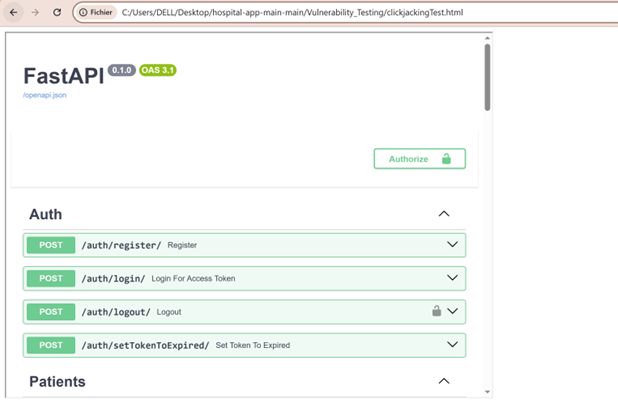 Fichier C:/Users/DELL/Desktop/hospital-app-main-main/Vulnerability_Testing/clickjackingTest.html
FastAPI 0.1.0 OAS 3.1
/openapi.json
Authorize
Auth
POST /auth/register/ Register
POST /auth/login/ Login For Access Token
POST /auth/logout/ Logout
POST /auth/setTokenToExpired/ Set Token To Expired
Patients